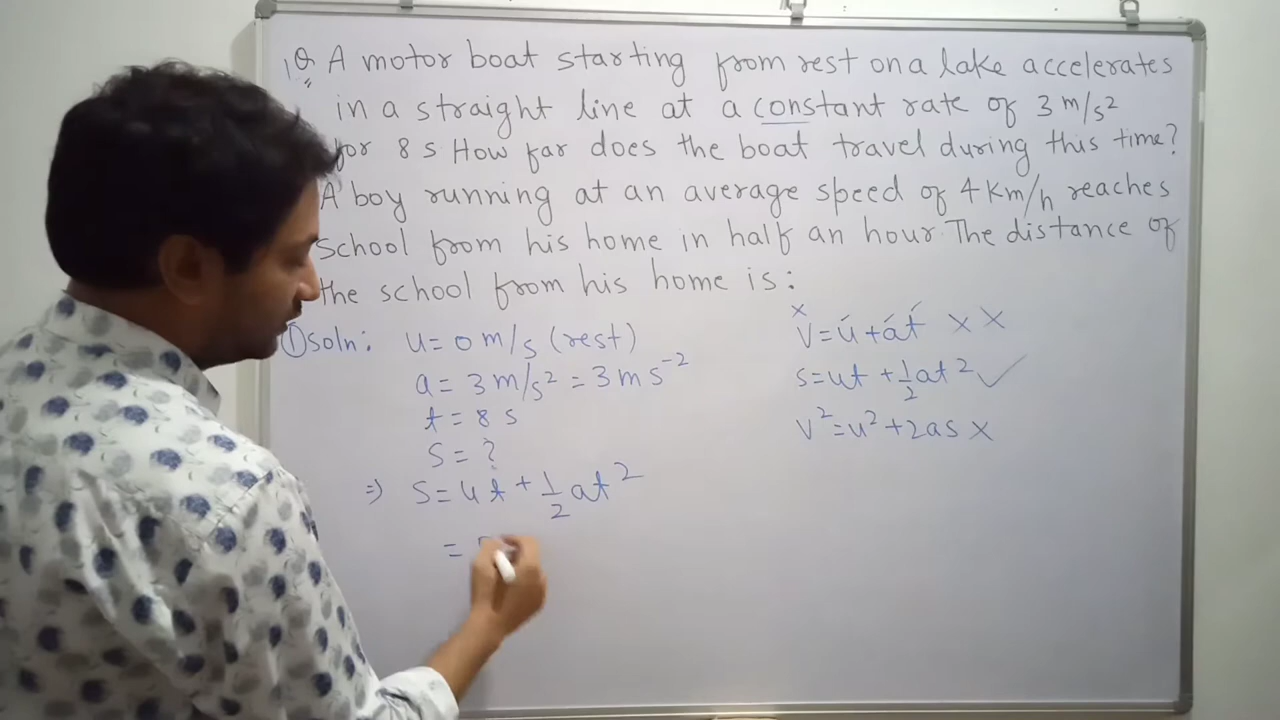 1Q A motor boat starting from rest on a lake accelerates
in a straight line at a constant rate of 3 m/s²
for 8 s How far does the boat travel during this time?
A boy running at an average speed of 4 Km/h reaches
School from his home in half an hour. The distance of
the school from his home is:
① soln: u = 0 m/s (rest)
a = 3 m/s² = 3 m s⁻²
t = 8 s
s = ?
⇒ s = ut + 1/2 at²
=
x
v = u + at x x
s = ut + 1/2 at² ✓
v² = u² + 2as x